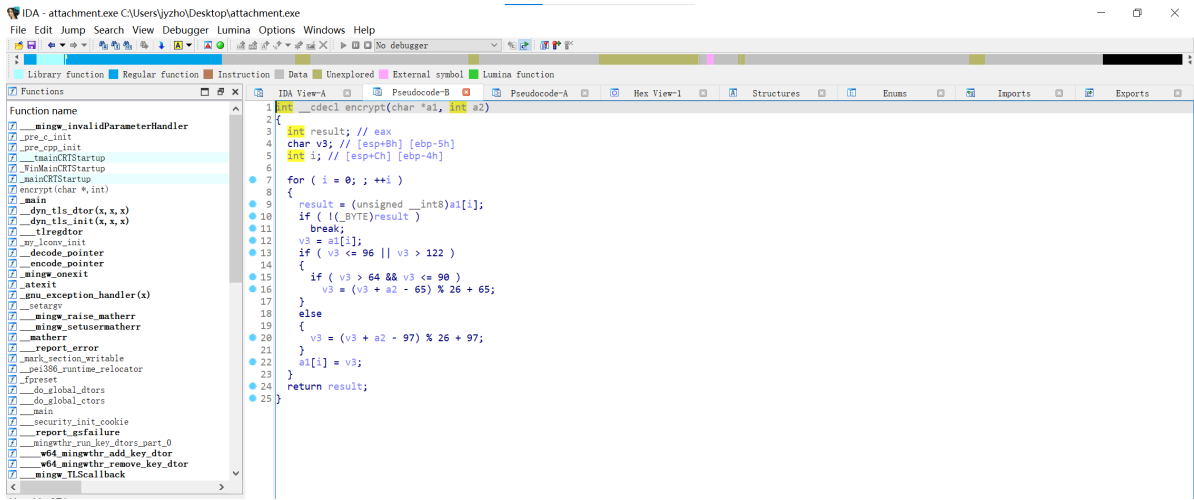 IDA - attachment.exe C:\Users\jyzho\Desktop\attachment.exe
File Edit Jump Search View Debugger Lumina Options Windows Help
No debugger
Library function Regular function Instruction Data Unexplored External symbol Lumina function
Functions
IDA View-A Pseudocode-B Pseudocode-A Hex View-1 Structures Enums Imports Exports
Function name
___mingw_invalidParameterHandler
_pre_c_init
_pre_cpp_init
___tmainCRTStartup
_WinMainCRTStartup
_mainCRTStartup
encrypt(char *,int)
_main
__dyn_tls_dtor(x,x,x)
__dyn_tls_init(x,x,x)
___tlregdtor
_my_lconv_init
__decode_pointer
__encode_pointer
_mingw_onexit
_atexit
_gnu_exception_handler(x)
__setargv
___mingw_raise_matherr
___mingw_setusermatherr
__matherr
___report_error
_mark_section_writable
__pei386_runtime_relocator
_fpreset
___do_global_dtors
___do_global_ctors
___main
___security_init_cookie
___report_gsfailure
___mingwthr_run_key_dtors_part_0
____w64_mingwthr_add_key_dtor
____w64_mingwthr_remove_key_dtor
___mingw_TLScallback
1 int __cdecl encrypt(char *a1, int a2)
2 {
3 int result; // eax
4 char v3; // [esp+Bh] [ebp-5h]
5 int i; // [esp+Ch] [ebp-4h]
6
7 for ( i = 0; ; ++i )
8 {
9 result = (unsigned __int8)a1[i];
10 if ( !(_BYTE)result )
11 break;
12 v3 = a1[i];
13 if ( v3 <= 96 || v3 > 122 )
14 {
15 if ( v3 > 64 && v3 <= 90 )
16 v3 = (v3 + a2 - 65) % 26 + 65;
17 }
18 else
19 {
20 v3 = (v3 + a2 - 97) % 26 + 97;
21 }
22 a1[i] = v3;
23 }
24 return result;
25 }